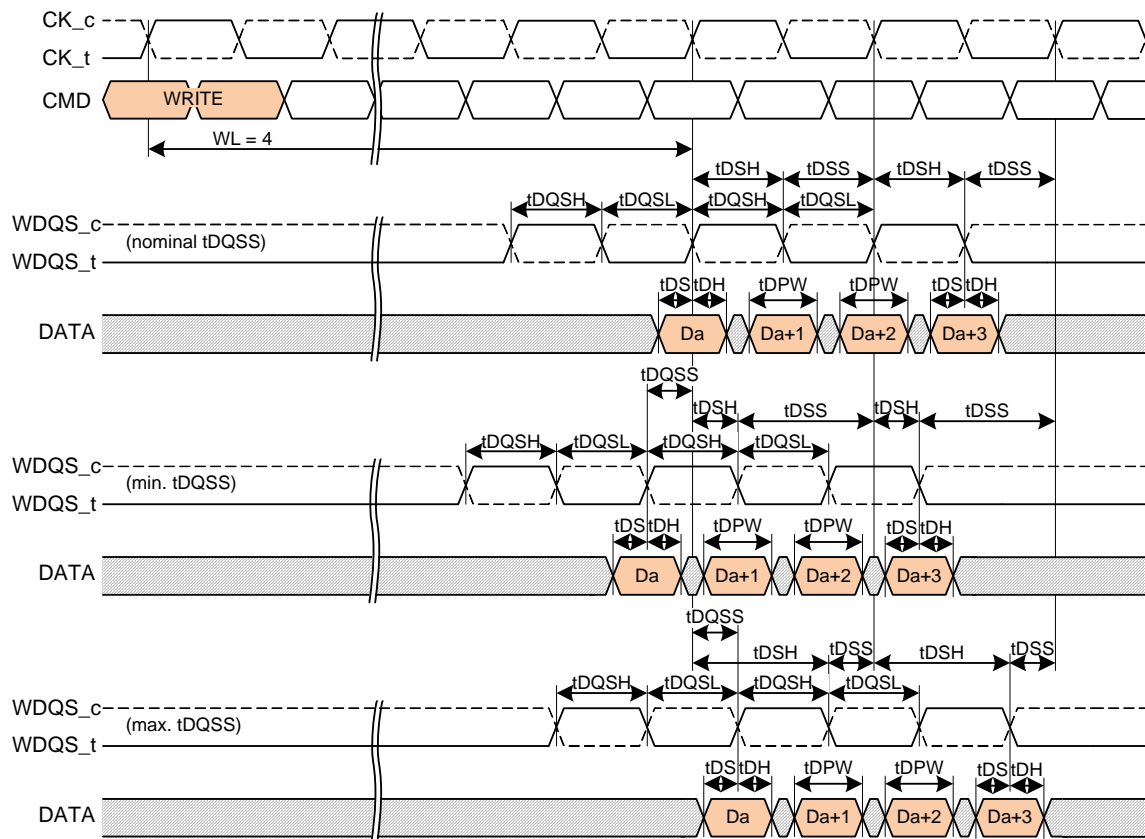 CK_c
CK_t
CMD WRITE
WL = 4
tDSH tDSS tDSH tDSS
tDQSH tDQSL tDQSH tDQSL
WDQS_c
(nominal tDQSS)
WDQS_t
tDS tDH tDPW tDPW tDS tDH
DATA Da Da+1 Da+2 Da+3
tDQSS
tDSH tDSS tDSH tDSS
tDQSH tDQSL tDQSH tDQSL
WDQS_c
(min. tDQSS)
WDQS_t
tDS tDH tDPW tDPW tDS tDH
DATA Da Da+1 Da+2 Da+3
tDQSS
tDSH tDSS tDSH tDSS
tDQSH tDQSL tDQSH tDQSL
WDQS_c
(max. tDQSS)
WDQS_t
tDS tDH tDPW tDPW tDS tDH
DATA Da Da+1 Da+2 Da+3